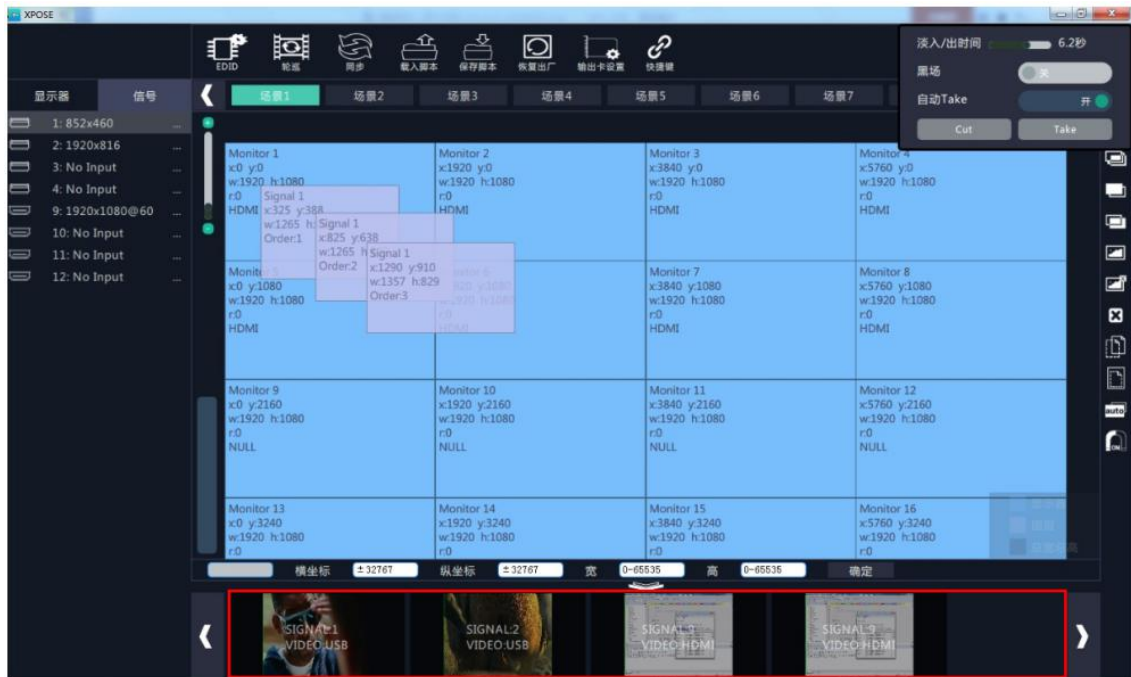 XPOSE
EDID
轮巡
同步
载入脚本
保存脚本
恢复出厂
输出卡设置
快捷键
淡入/出时间
6.2秒
黑场
关
自动Take
开
Cut
Take
显示器
信号
场景1
场景2
场景3
场景4
场景5
场景6
场景7
1: 852x460 ...
2: 1920x816 ...
3: No Input ...
4: No Input ...
9: 1920x1080@60 ...
10: No Input ...
11: No Input ...
12: No Input ...
Monitor 1
x:0 y:0
w:1920 h:1080
r:0
HDMI
Monitor 2
x:1920 y:0
w:1920 h:1080
r:0
HDMI
Monitor 3
x:3840 y:0
w:1920 h:1080
r:0
HDMI
Monitor 4
x:5760 y:0
w:1920 h:1080
r:0
HDMI
Signal 1
x:325 y:388
w:1265 h:
Order:1
Signal 1
x:825 y:638
w:1265 h
Order:2
Signal 1
x:1290 y:910
w:1357 h:829
Order:3
x:0 y:1080
w:1920 h:1080
r:0
HDMI
Monitor 7
x:3840 y:1080
w:1920 h:1080
r:0
HDMI
Monitor 8
x:5760 y:1080
w:1920 h:1080
r:0
HDMI
Monitor 9
x:0 y:2160
w:1920 h:1080
r:0
NULL
Monitor 10
x:1920 y:2160
w:1920 h:1080
r:0
NULL
Monitor 11
x:3840 y:2160
w:1920 h:1080
r:0
NULL
Monitor 12
x:5760 y:2160
w:1920 h:1080
r:0
NULL
Monitor 13
x:0 y:3240
w:1920 h:1080
r:0
Monitor 14
x:1920 y:3240
w:1920 h:1080
r:0
Monitor 15
x:3840 y:3240
w:1920 h:1080
r:0
Monitor 16
x:5760 y:3240
w:1920 h:1080
r:0
auto
ON
横坐标
±32767
纵坐标
±32767
宽
0-65535
高
0-65535
确定
SIGNAL:1
VIDEO:USB
SIGNAL:2
VIDEO:USB
SIGNAL:9
VIDEO:HDMI
SIGNAL:9
VIDEO:HDMI